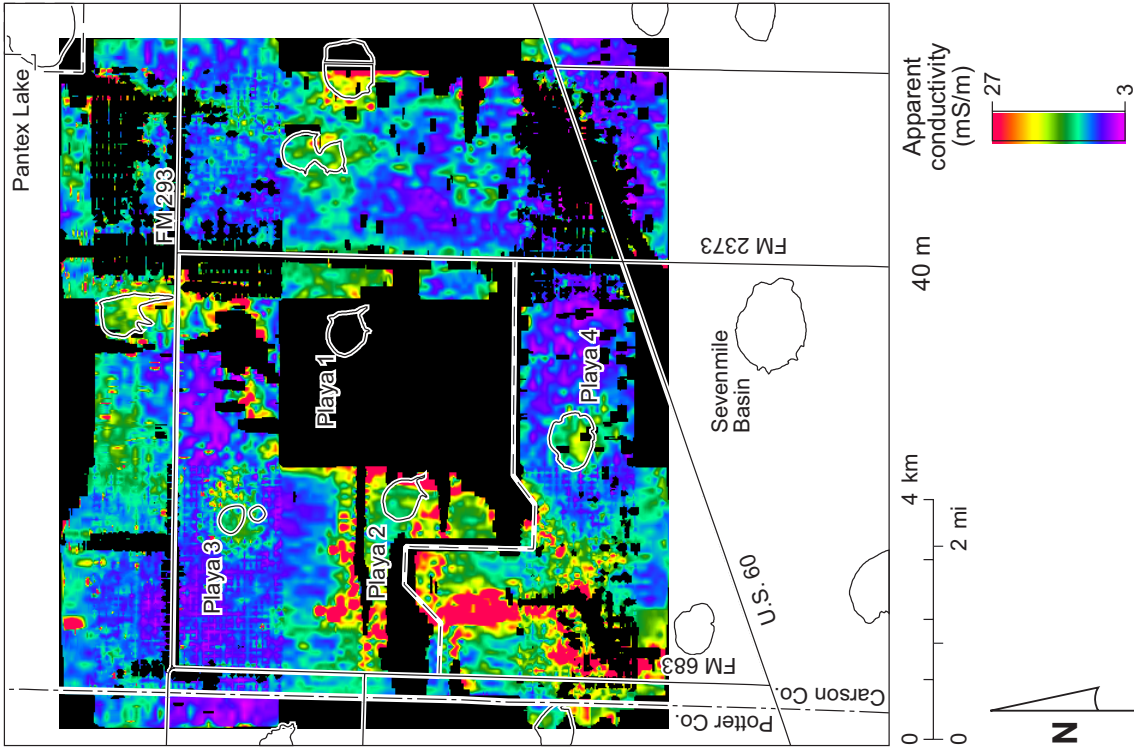 Pantex Lake
FM 293
Playa 1
Playa 2
Playa 3
Playa 4
Sevenmile
Basin
FM 2373
FM 683
U.S. 60
Carson Co.
Potter Co.
Apparent
conductivity
(mS/m)
27
3
40 m
0
4 km
0
2 mi
N